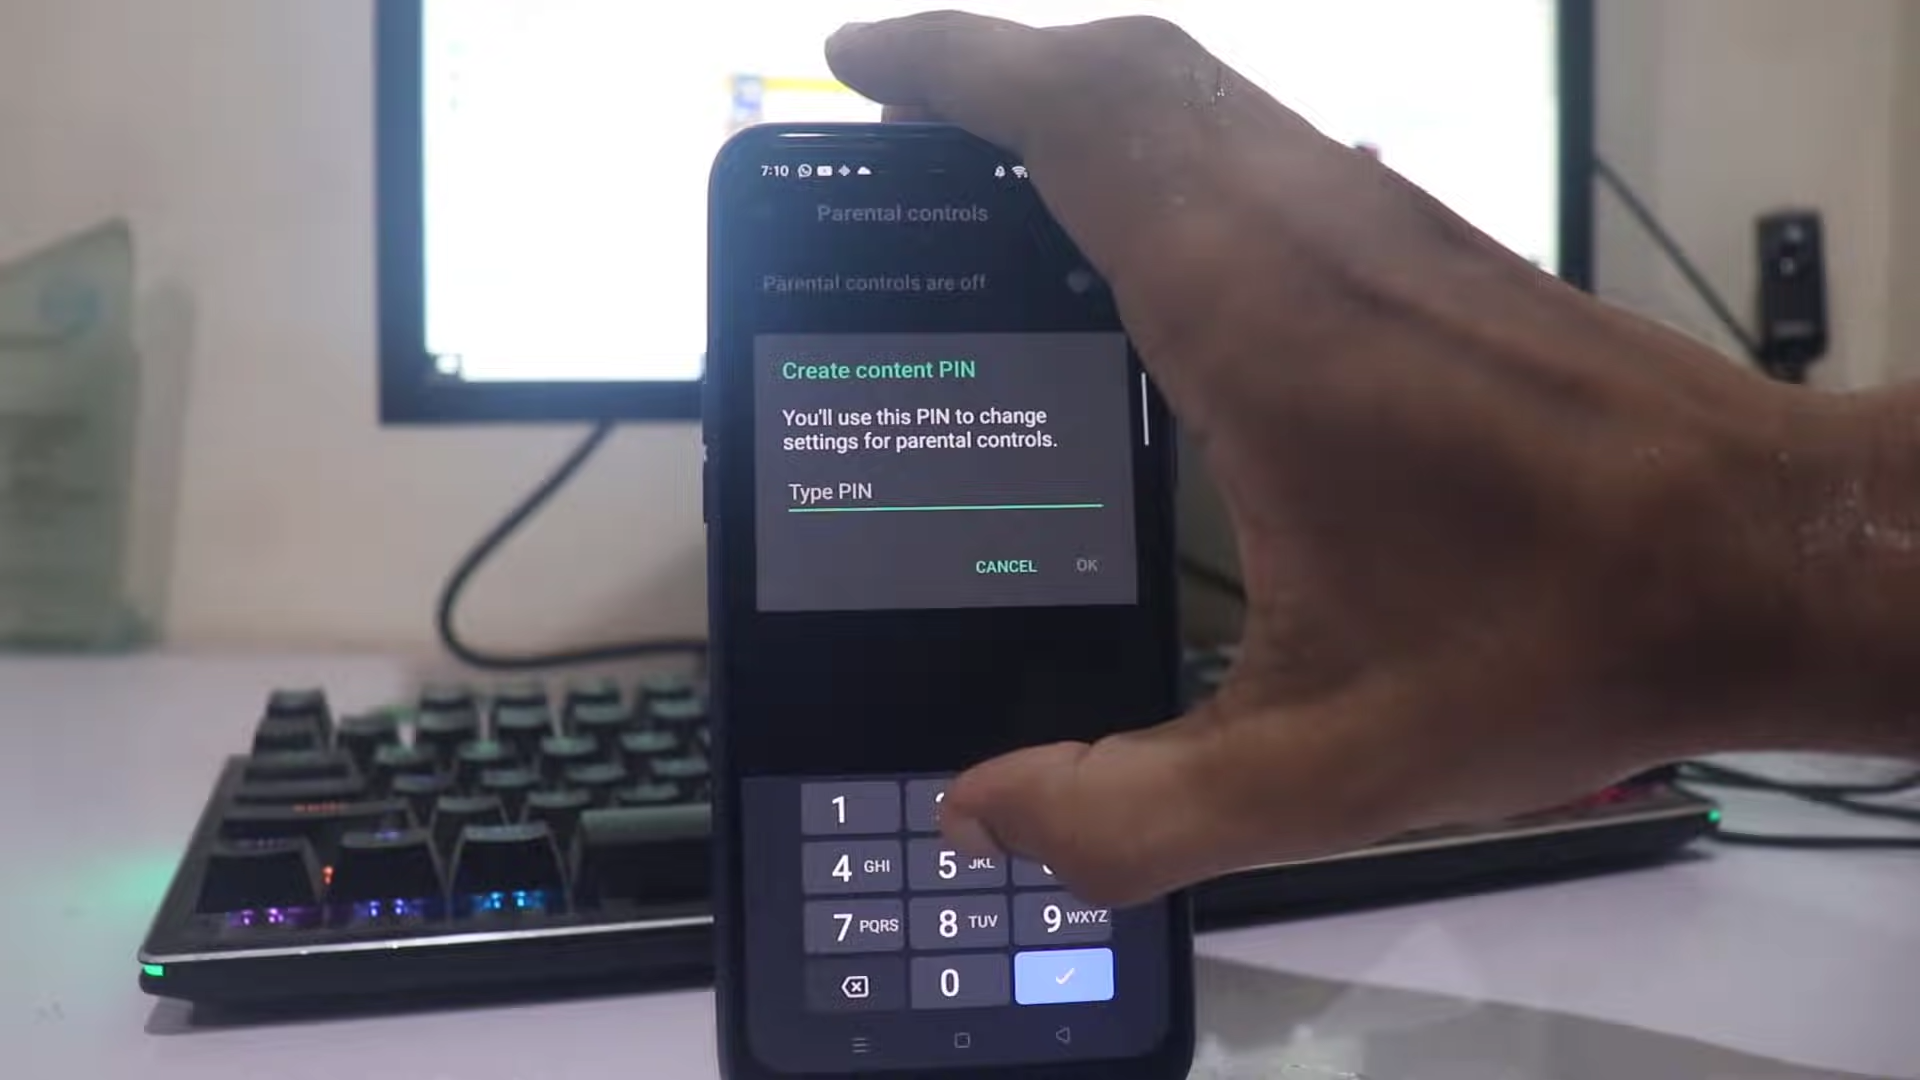 7:10
Parental controls
Parental controls are off
Create content PIN
You'll use this PIN to change
settings for parental controls.
Type PIN
CANCEL OK
1
4 GHI 5 JKL
7 PQRS 8 TUV 9 WXYZ
0